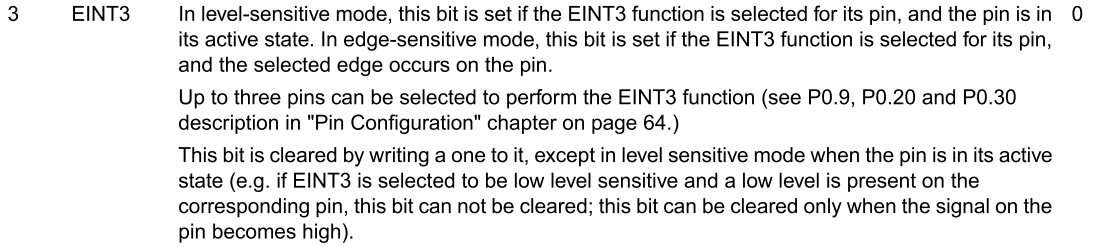 3 EINT3 In level-sensitive mode, this bit is set if the EINT3 function is selected for its pin, and the pin is in 0
its active state. In edge-sensitive mode, this bit is set if the EINT3 function is selected for its pin,
and the selected edge occurs on the pin.
Up to three pins can be selected to perform the EINT3 function (see P0.9, P0.20 and P0.30
description in "Pin Configuration" chapter on page 64.)
This bit is cleared by writing a one to it, except in level sensitive mode when the pin is in its active
state (e.g. if EINT3 is selected to be low level sensitive and a low level is present on the
corresponding pin, this bit can not be cleared; this bit can be cleared only when the signal on the
pin becomes high).